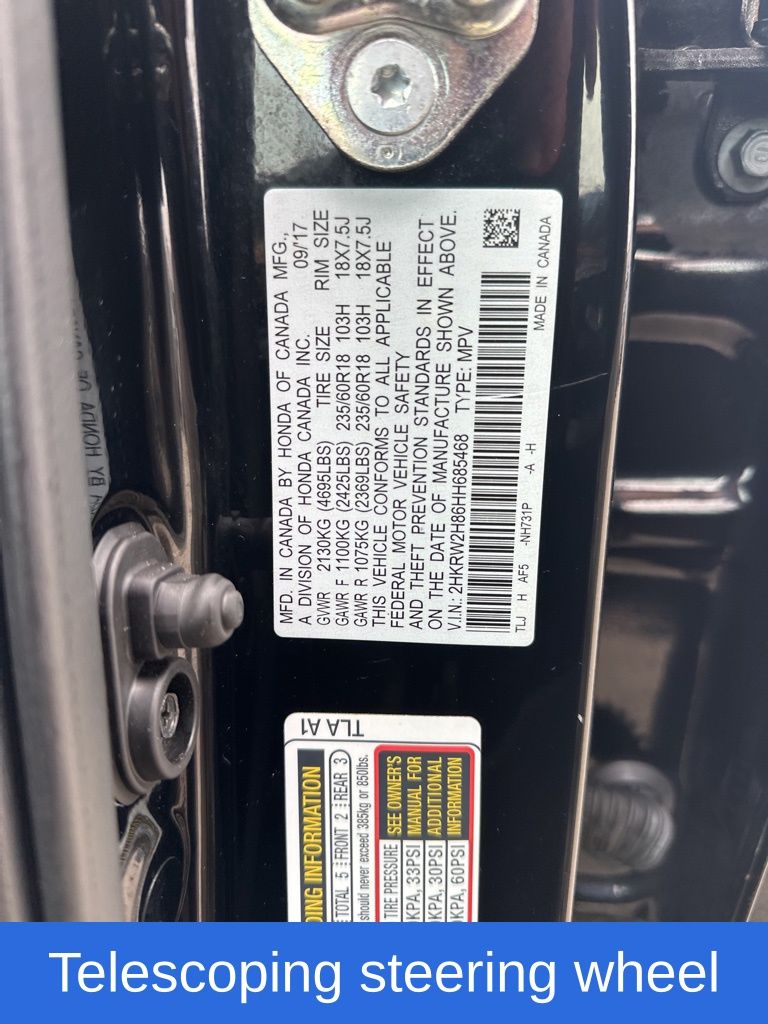 MFD. IN CANADA BY HONDA OF CANADA MFG.,
A DIVISION OF HONDA CANADA INC. 09/'17
GVWR 2130KG (4695LBS) TIRE SIZE RIM SIZE
GAWR F 1100KG (2425LBS) 235/60R18 103H 18X7.5J
GAWR R 1075KG (2369LBS) 235/60R18 103H 18X7.5J
THIS VEHICLE CONFORMS TO ALL APPLICABLE
FEDERAL MOTOR VEHICLE SAFETY
AND THEFT PREVENTION STANDARDS IN EFFECT
ON THE DATE OF MANUFACTURE SHOWN ABOVE.
V.I.N.: 2HKRW2H86HH685468 TYPE: MPV
TLJ H AF5 -NH731P -A -H
MADE IN CANADA
BY HONDA OF
TLA A1
INFORMATION
TOTAL 5 FRONT 2 REAR 3
should never exceed 385kg or 850lbs.
TIRE PRESSURE
KPA, 33PSI
KPA, 30PSI
KPA, 60PSI
SEE OWNER'S
MANUAL FOR
ADDITIONAL
INFORMATION
Telescoping steering wheel